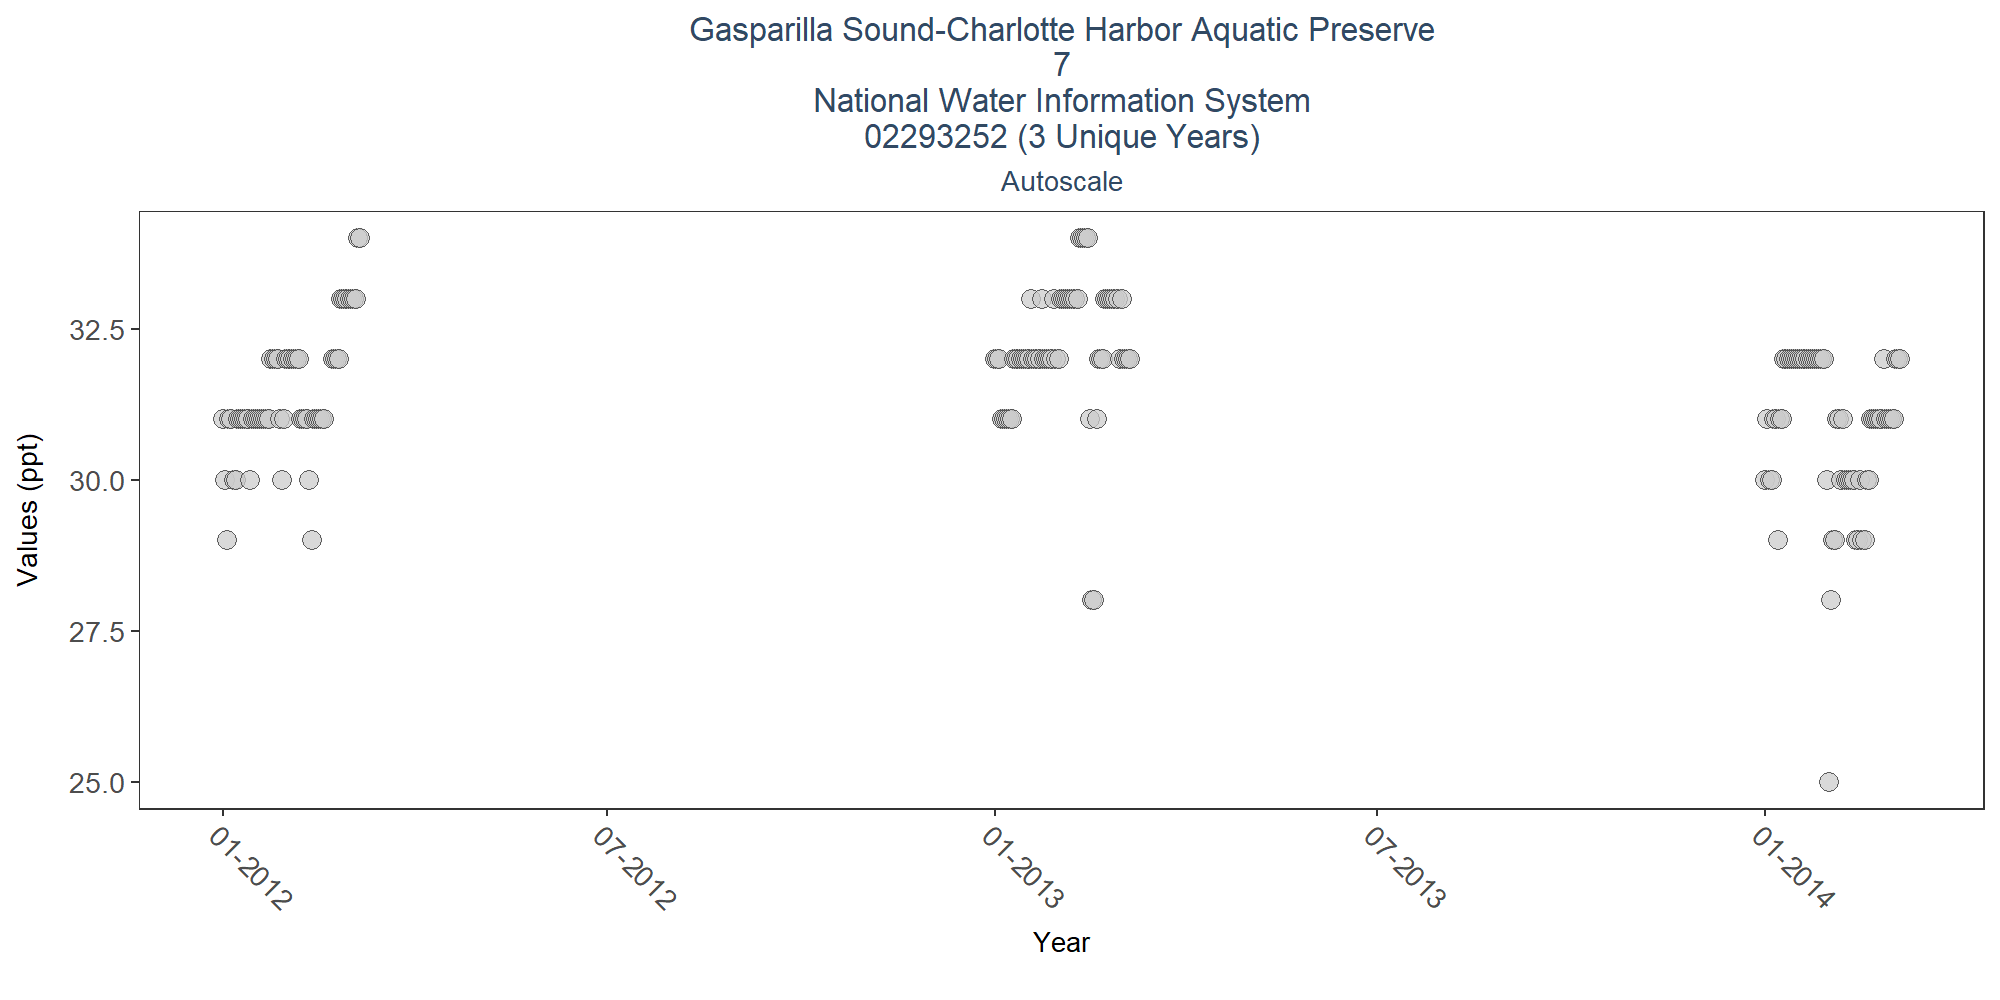 Gasparilla Sound-Charlotte Harbor Aquatic Preserve
7
National Water Information System
02293252 (3 Unique Years)
Autoscale
Values (ppt)
32.5
30.0
27.5
25.0
01-2012
07-2012
01-2013
07-2013
01-2014
Year